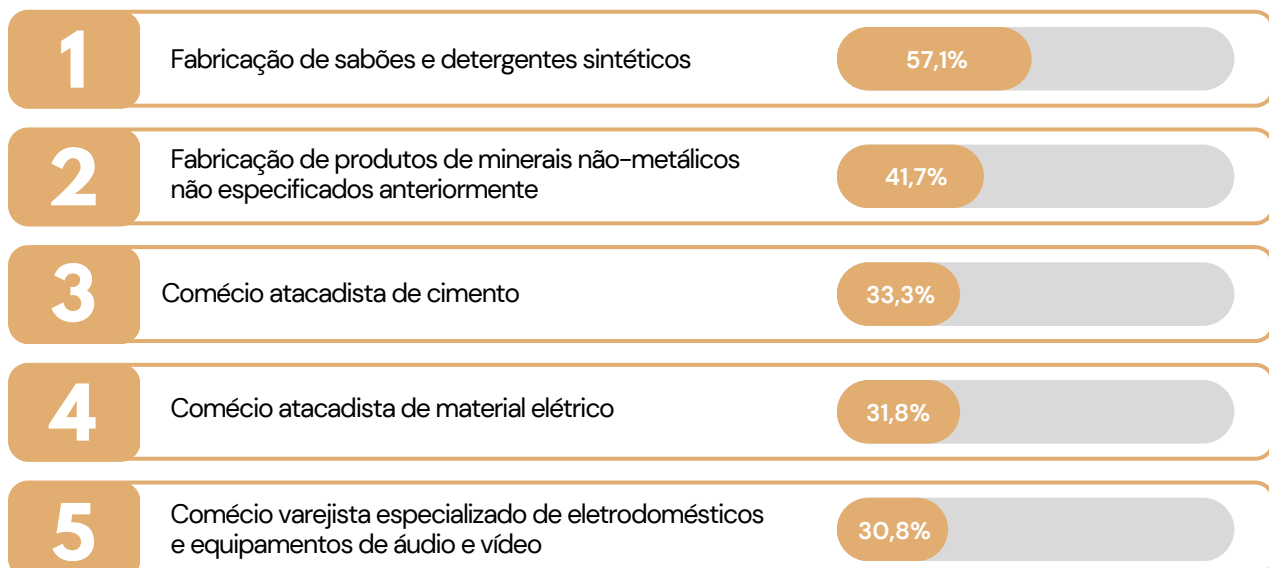 1
Fabricação de sabões e detergentes sintéticos
57,1%
2
Fabricação de produtos de minerais não-metálicos
não especificados anteriormente
41,7%
3
Comécio atacadista de cimento
33,3%
4
Comécio atacadista de material elétrico
31,8%
5
Comécio varejista especializado de eletrodomésticos
e equipamentos de áudio e vídeo
30,8%